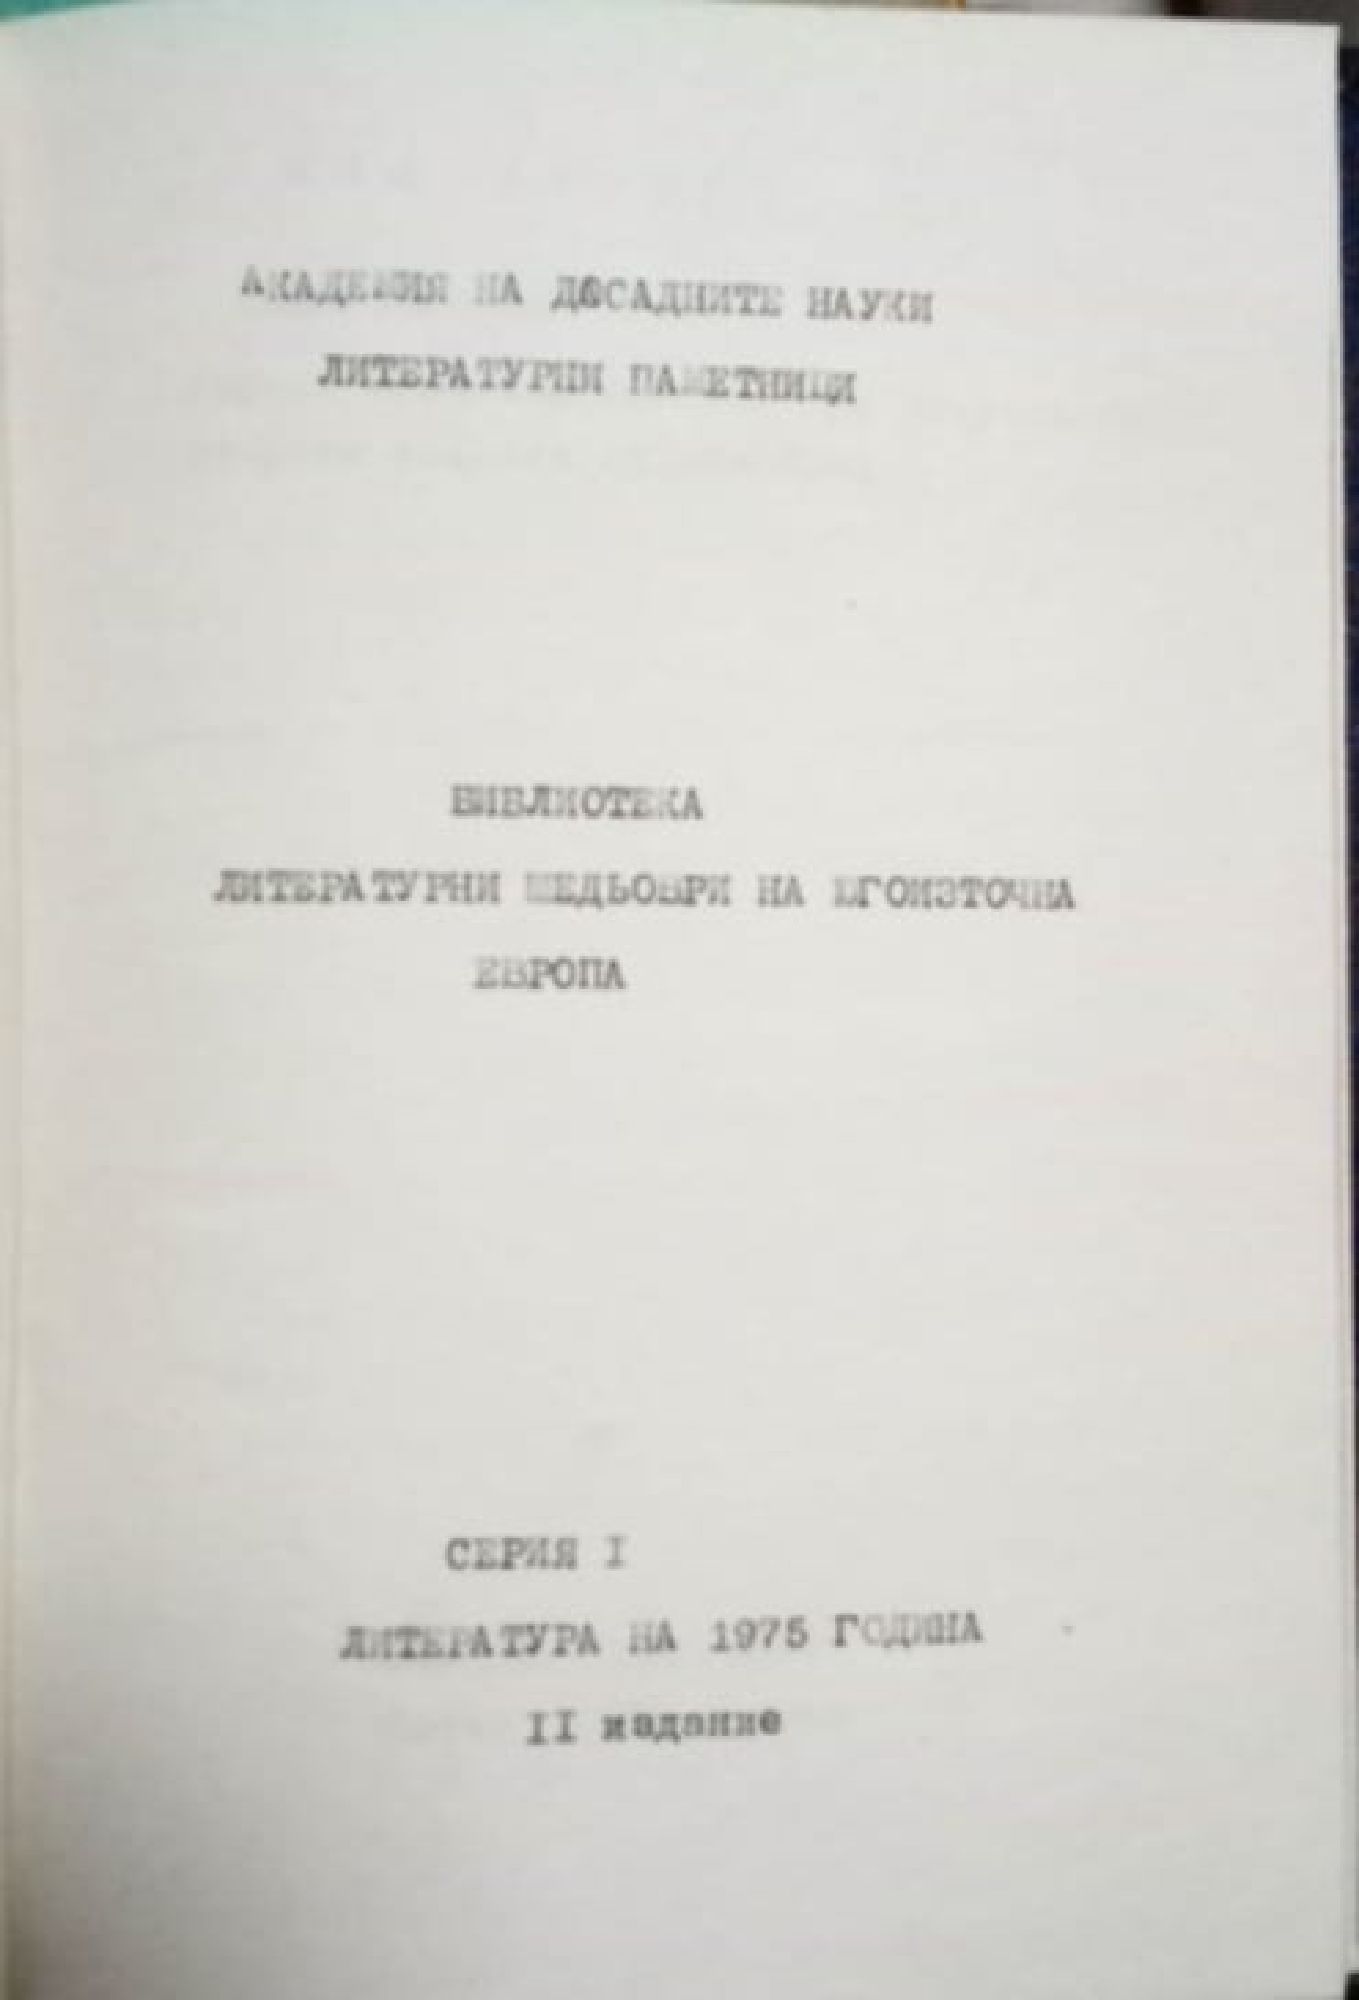 АКАДЕМИЯ НА ДОСАДНИТЕ НАУКИ
ЛИТЕРАТУРНИ ПАМЕТНИЦИ
БИБЛИОТЕКА
ЛИТЕРАТУРНИ ШЕДЬОВРИ НА ЮГОИЗТОЧНА
ЕВРОПА
СЕРИЯ I
ЛИТЕРАТУРА НА 1975 ГОДИНА
II издание